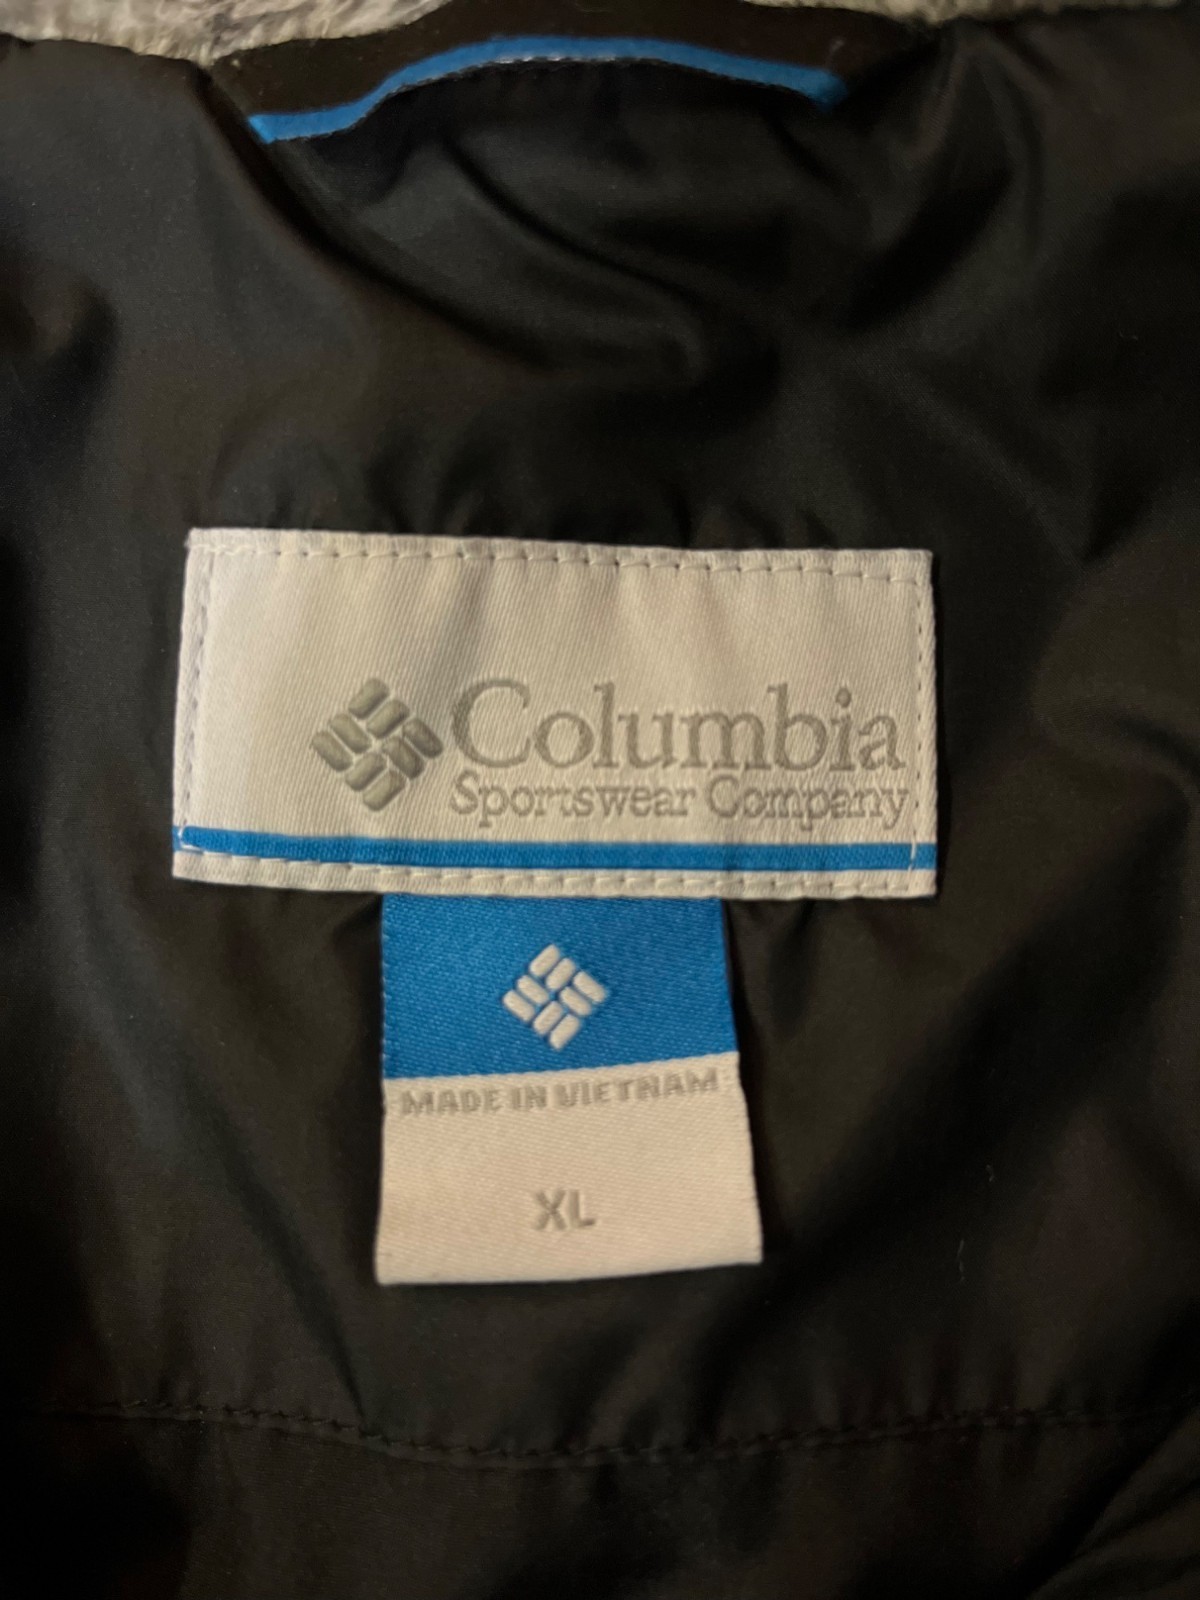 Columbia
Sportswear Company
MADE IN VIETNAM
XL